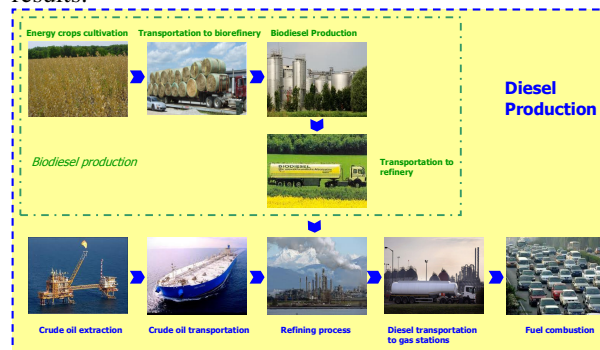 results.
Energy crops cultivation
Transportation to biorefinery
Biodiesel Production
Diesel
Production
BIODIESEL
Biodiesel production
Transportation to
refinery
Crude oil extraction
Crude oil transportation
Refining process
Diesel transportation
to gas stations
Fuel combustion